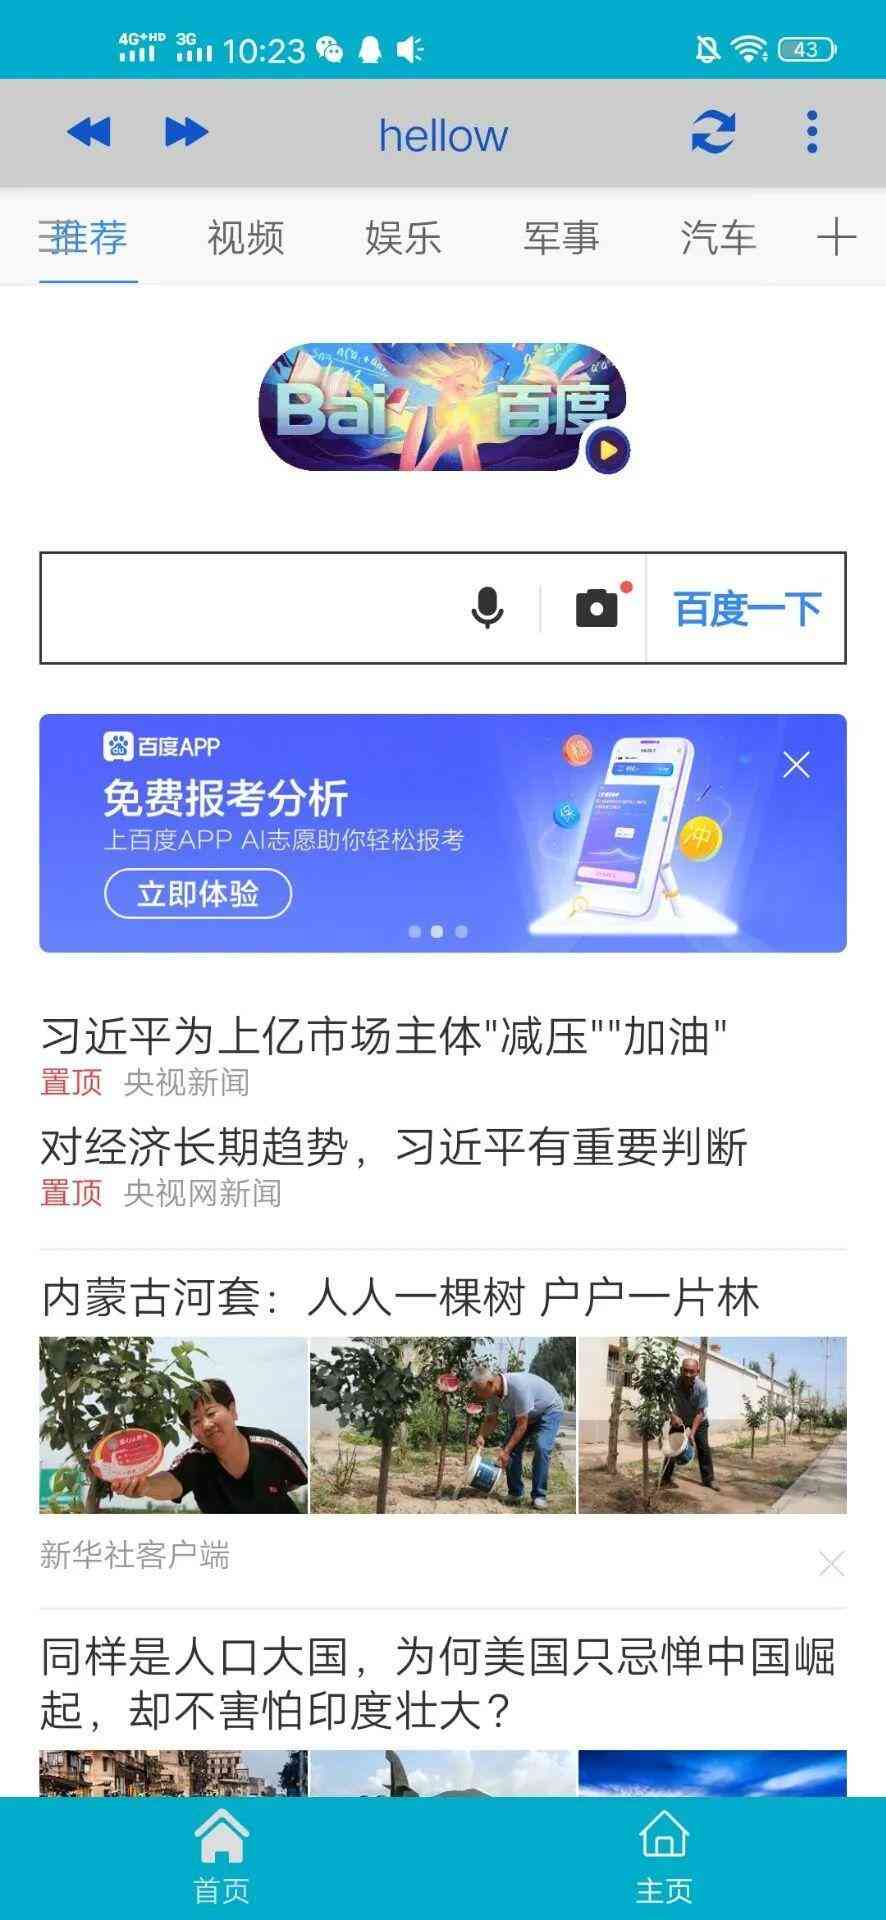 4G+HD 3G 10:23 43
hellow
推荐 视频 娱乐 军事 汽车
Bai 百度
百度一下
百度APP
免费报考分析
上百度APP AI志愿助你轻松报考
立即体验
习近平为上亿市场主体"减压""加油"
置顶 央视新闻
对经济长期趋势，习近平有重要判断
置顶 央视网新闻
内蒙古河套：人人一棵树 户户一片林
新华社客户端
同样是人口大国，为何美国只忌惮中国崛
起，却不害怕印度壮大？
首页 主页